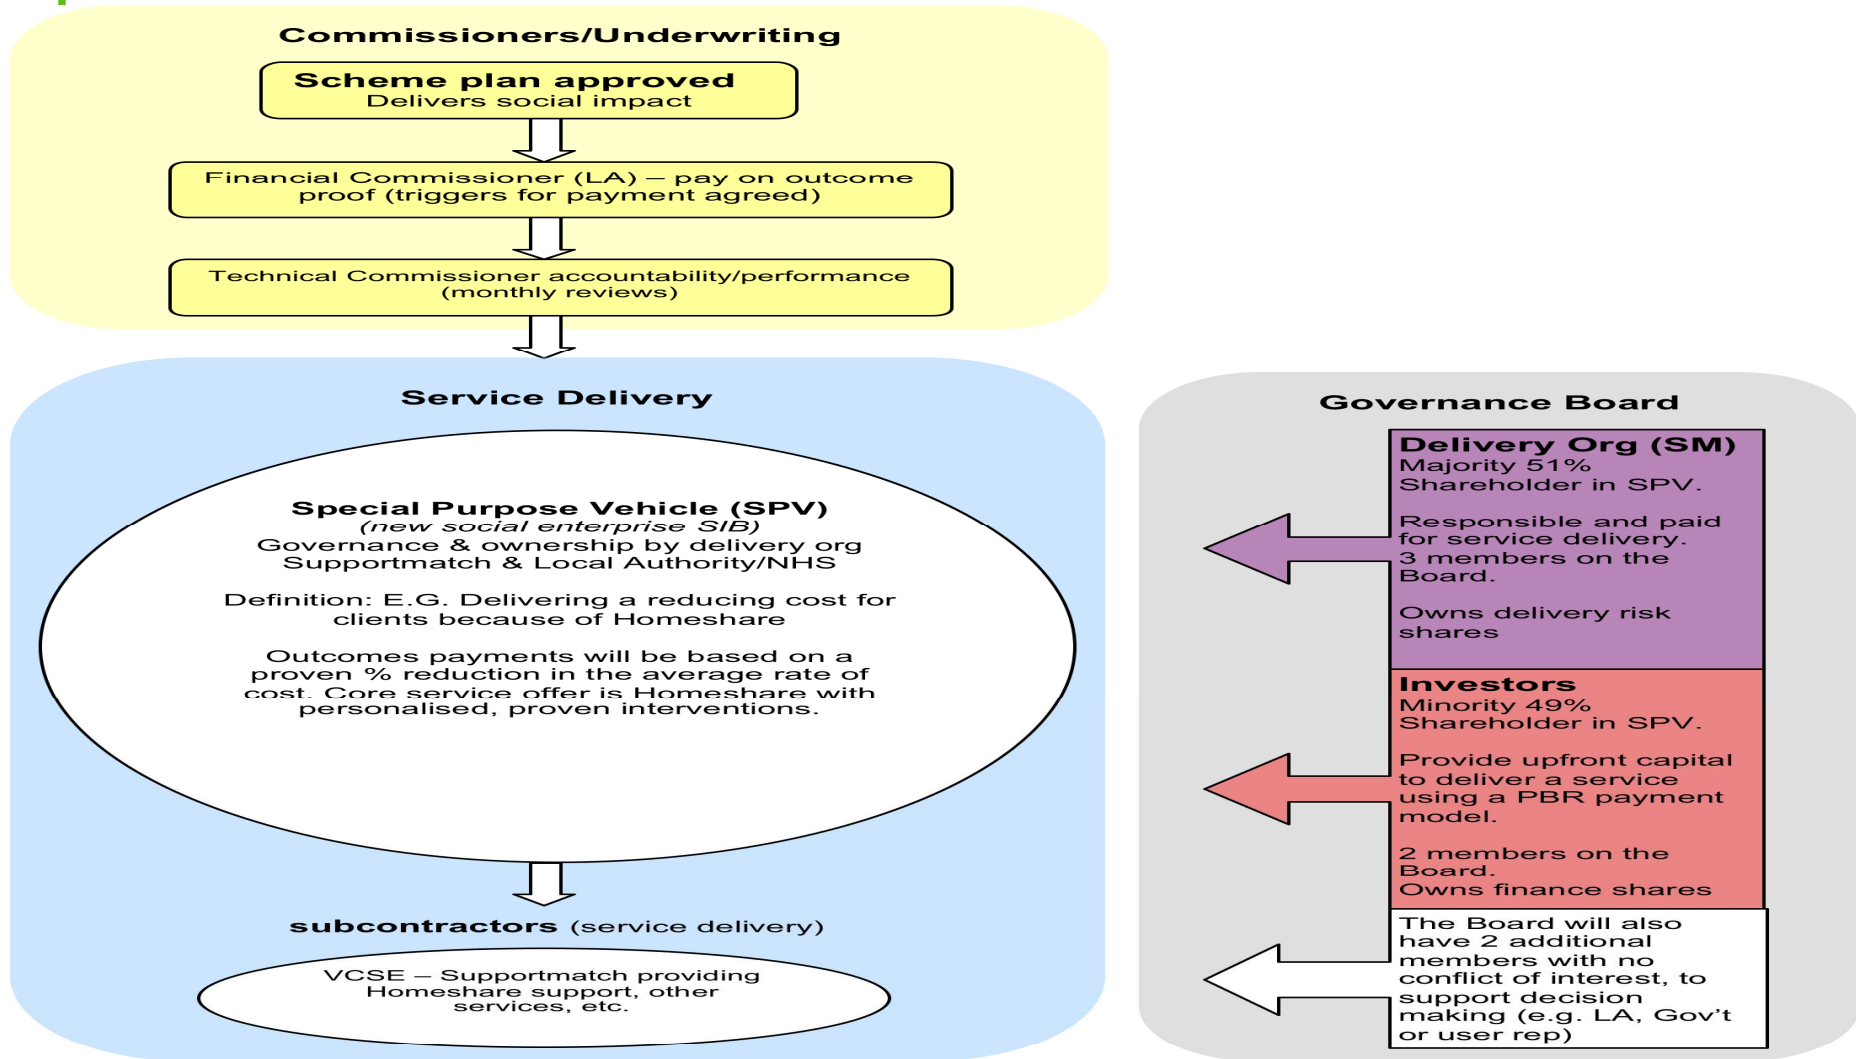 Commissioners/Underwriting
Scheme plan approved
Delivers social impact
Financial Commissioner (LA) – pay on outcome
proof (triggers for payment agreed)
Technical Commissioner accountability/performance
(monthly reviews)
Service Delivery
Special Purpose Vehicle (SPV)
(new social enterprise SIB)
Governance & ownership by delivery org
Supportmatch & Local Authority/NHS
Definition: E.G. Delivering a reducing cost for
clients because of Homeshare
Outcomes payments will be based on a
proven % reduction in the average rate of
cost. Core service offer is Homeshare with
personalised, proven interventions.
subcontractors (service delivery)
VCSE – Supportmatch providing
Homeshare support, other
services, etc.
Governance Board
Delivery Org (SM)
Majority 51%
Shareholder in SPV.
Responsible and paid
for service delivery.
3 members on the
Board.
Owns delivery risk
shares
Investors
Minority 49%
Shareholder in SPV.
Provide upfront capital
to deliver a service
using a PBR payment
model.
2 members on the
Board.
Owns finance shares
The Board will also
have 2 additional
members with no
conflict of interest, to
support decision
making (e.g. LA, Gov’t
or user rep)